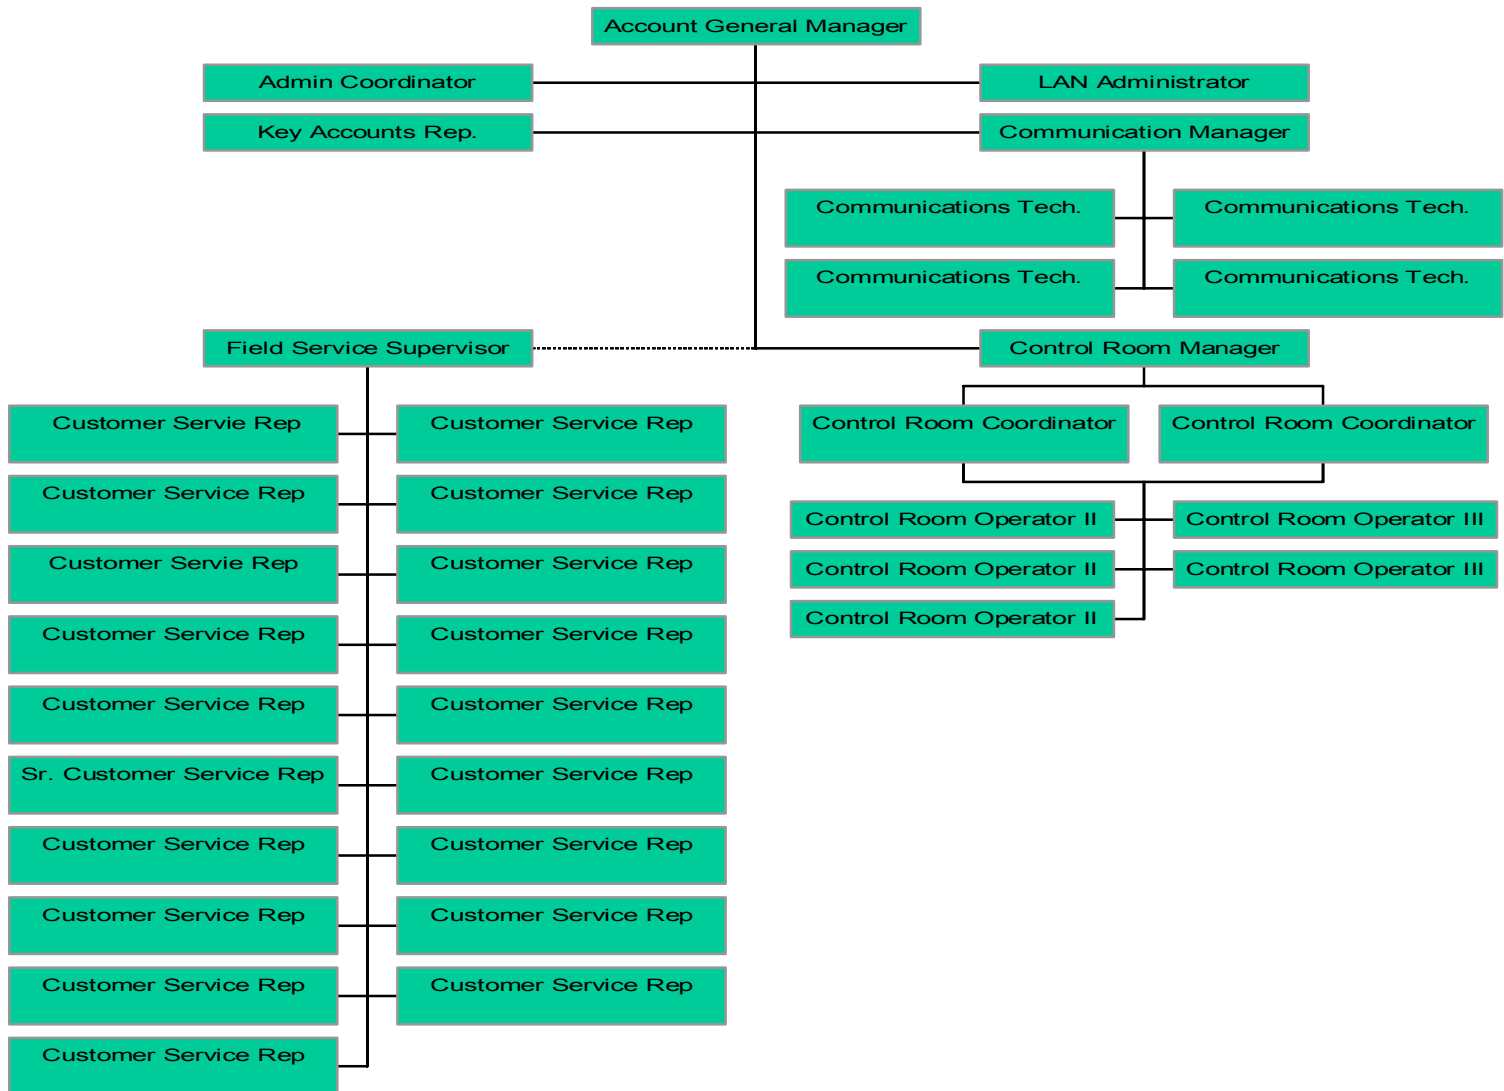 Account General Manager
Admin Coordinator
LAN Administrator
Key Accounts Rep.
Communication Manager
Communications Tech.
Communications Tech.
Communications Tech.
Communications Tech.
Field Service Supervisor
Control Room Manager
Customer Servie Rep
Customer Service Rep
Control Room Coordinator
Control Room Coordinator
Customer Service Rep
Customer Service Rep
Control Room Operator II
Control Room Operator III
Customer Servie Rep
Customer Service Rep
Control Room Operator II
Control Room Operator III
Control Room Operator II
Customer Service Rep
Customer Service Rep
Customer Service Rep
Customer Service Rep
Sr. Customer Service Rep
Customer Service Rep
Customer Service Rep
Customer Service Rep
Customer Service Rep
Customer Service Rep
Customer Service Rep
Customer Service Rep
Customer Service Rep